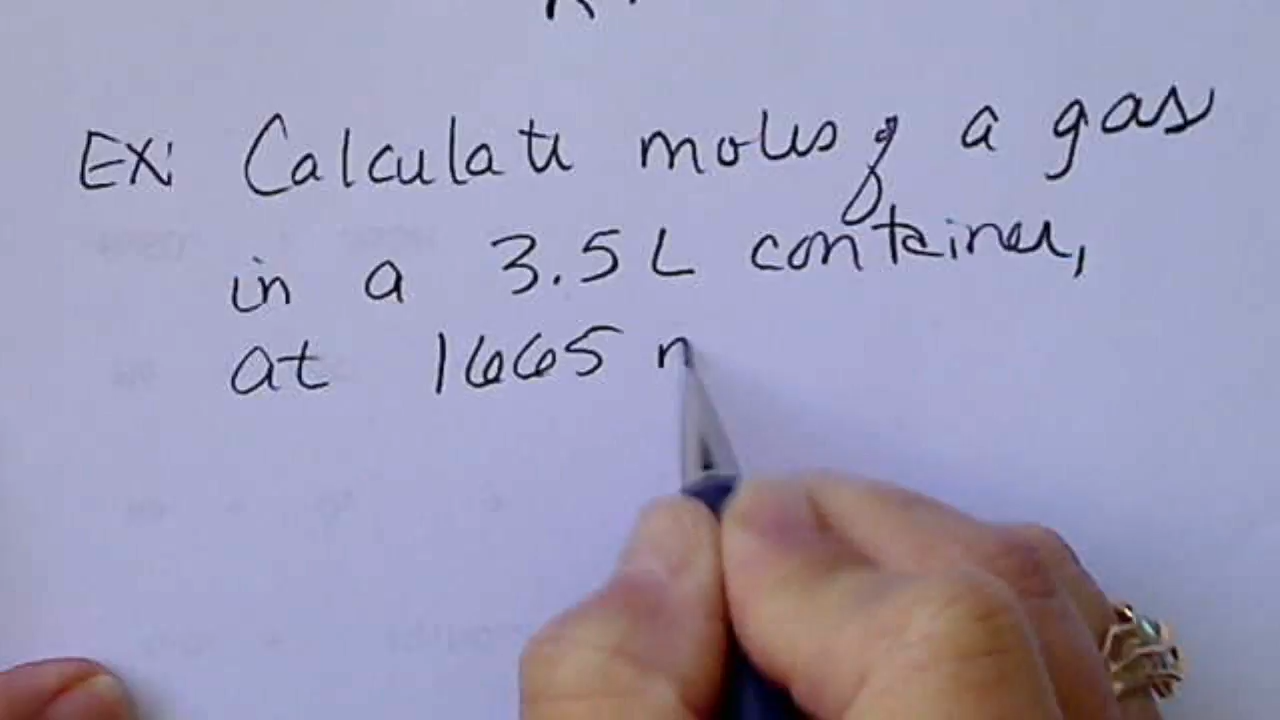 EX: Calculate moles of a gas
in a 3.5 L container,
at 1665